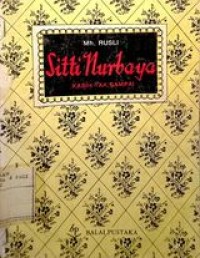 Mh. RUSLI
Sitti Nurbaya
KASIH TAK SAMPAI
BALAI PUSTAKA